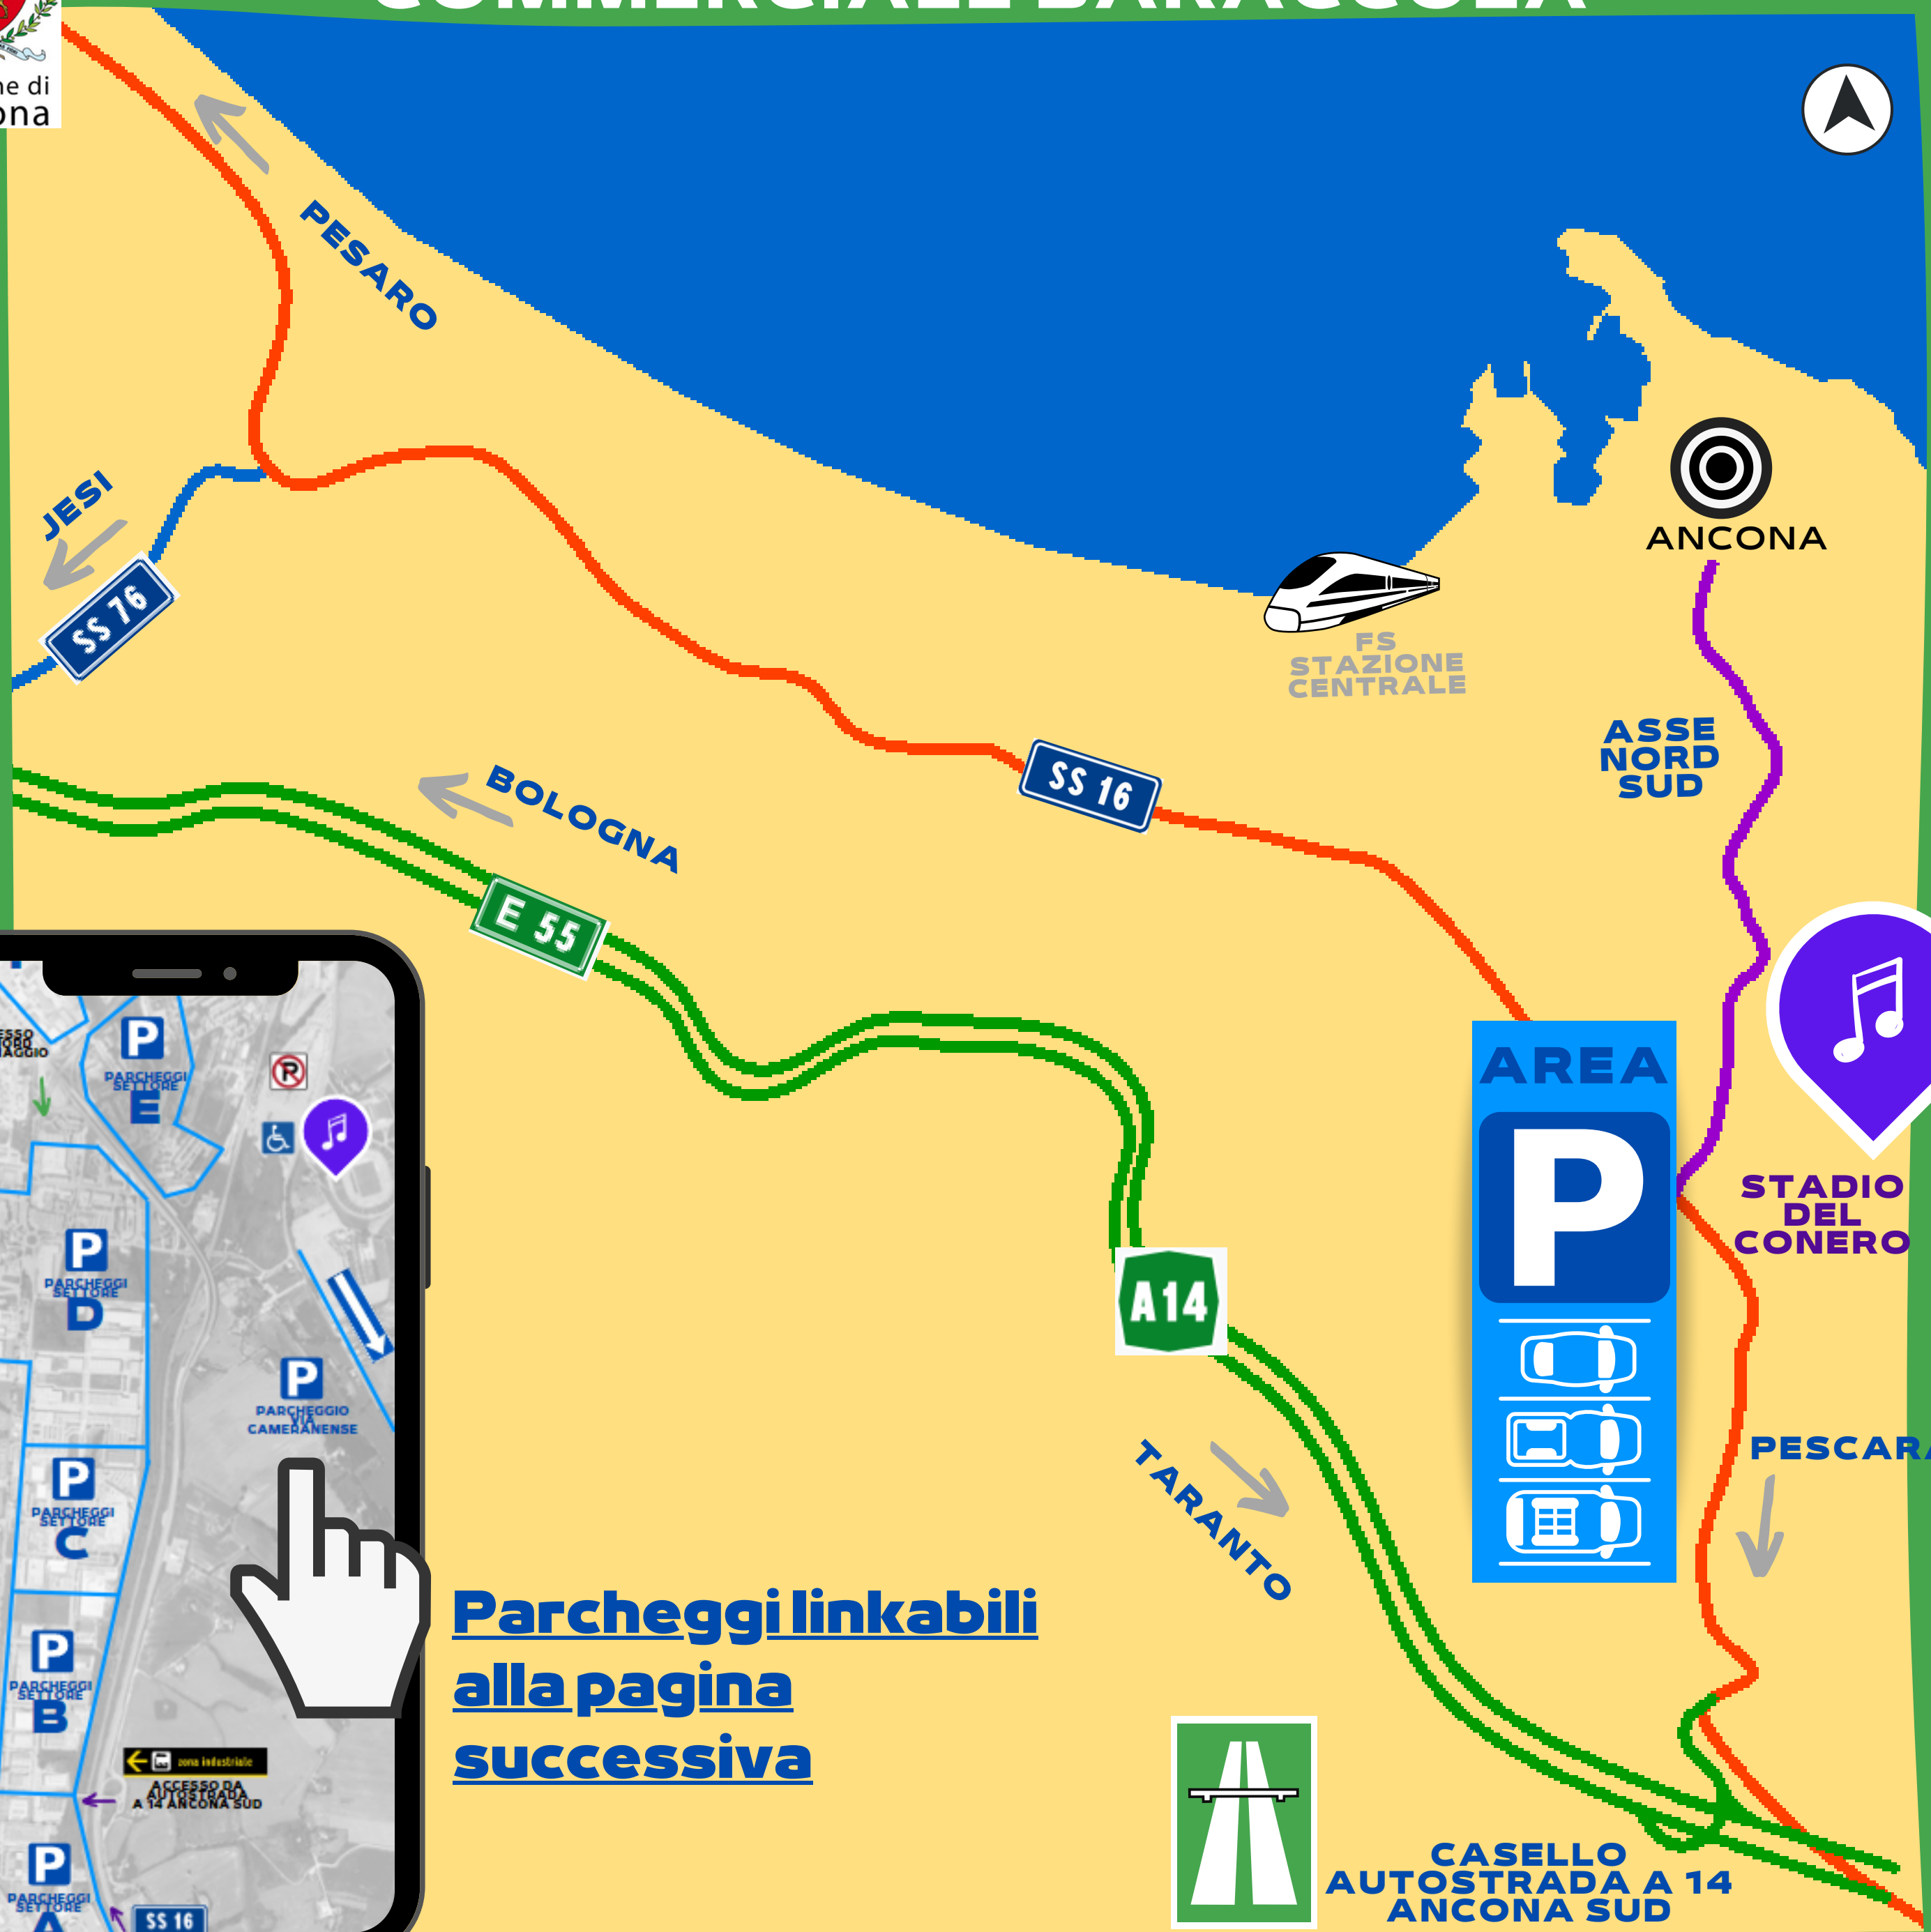 COMMERCIALE BARACCOLA
PESARO
JESI
SS 76
ANCONA
FS
STAZIONE
CENTRALE
ASSE
NORD
SUD
SS 16
BOLOGNA
E 55
AREA
P
STADIO
DEL
CONERO
A14
TARANTO
PESCARA
P
PARCHEGGI
SETTORE
E
P
P
PARCHEGGI
SETTORE
D
P
PARCHEGGIO
VIA
CAMERANENSE
P
PARCHEGGI
SETTORE
C
P
PARCHEGGI
SETTORE
B
zona industriale
ACCESSO DA
AUTOSTRADA
A 14 ANCONA SUD
P
PARCHEGGI
SETTORE
A
SS 16
Parcheggi linkabili
alla pagina
successiva
CASELLO
AUTOSTRADA A 14
ANCONA SUD